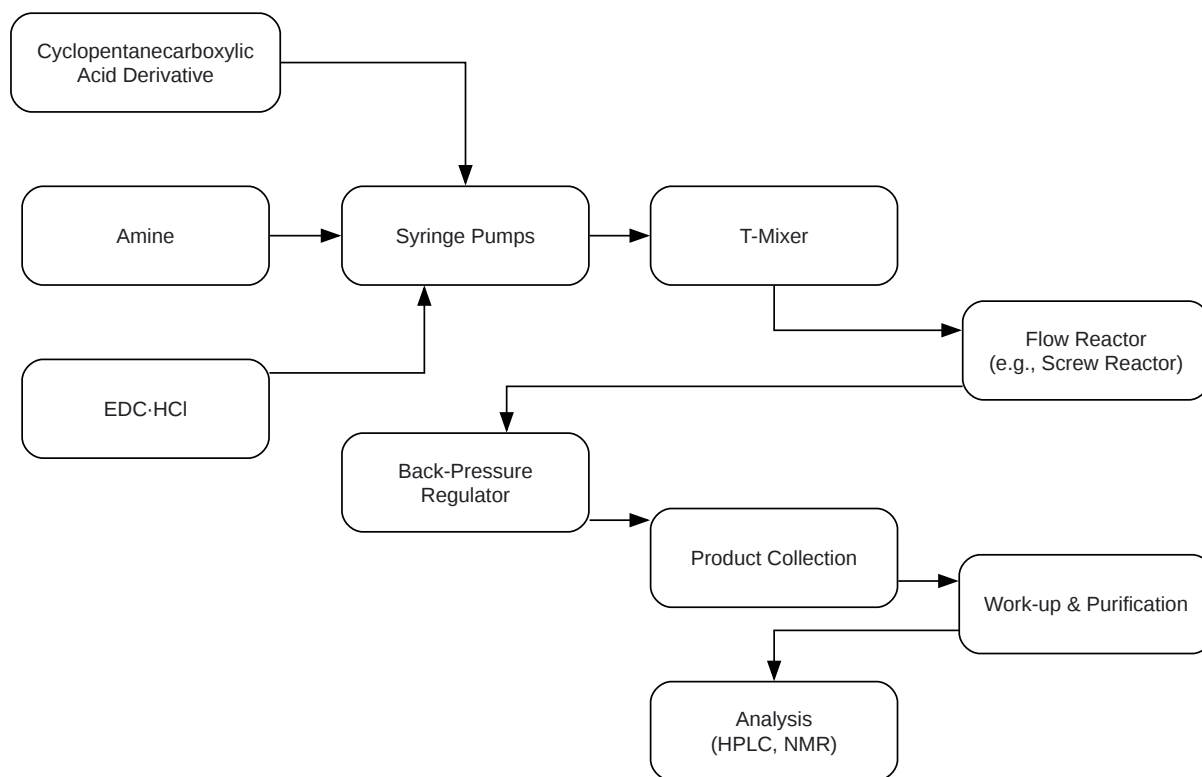 Cyclopentanecarboxylic
Acid Derivative
Amine
Syringe Pumps
T-Mixer
Flow Reactor
(e.g., Screw Reactor)
EDC·HCl
Back-Pressure
Regulator
Product Collection
Work-up & Purification
Analysis
(HPLC, NMR)